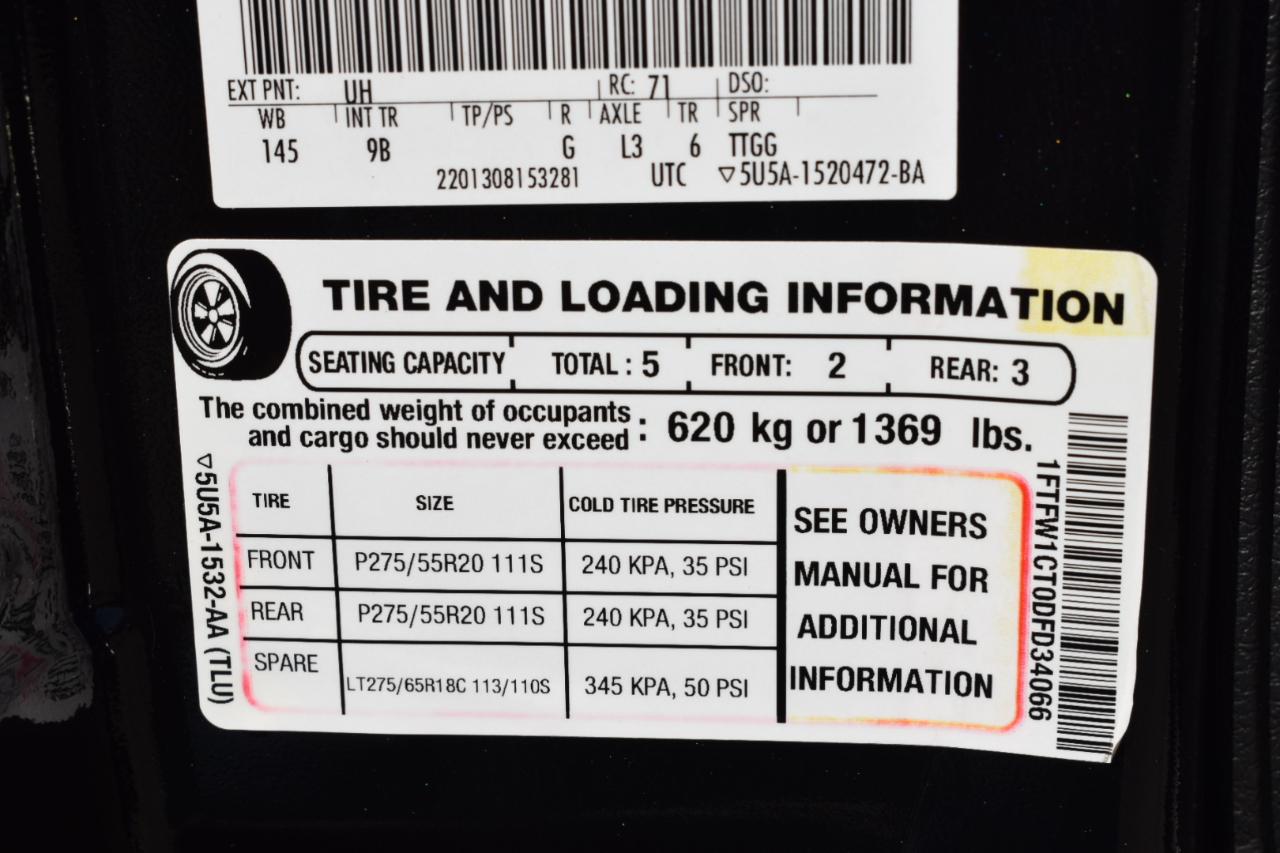 EXT PNT: UH RC: 71 DSO:
WB INT TR TP/PS R AXLE TR SPR
145 9B G L3 6 TTGG
2201308153281 UTC ▽5U5A-1520472-BA
TIRE AND LOADING INFORMATION
SEATING CAPACITY TOTAL : 5 FRONT: 2 REAR: 3
The combined weight of occupants
and cargo should never exceed : 620 kg or 1369 lbs.
▽5U5A-1532-AA (TLU)
TIRE SIZE COLD TIRE PRESSURE
FRONT P275/55R20 111S 240 KPA, 35 PSI
REAR P275/55R20 111S 240 KPA, 35 PSI
SPARE LT275/65R18C 113/110S 345 KPA, 50 PSI
SEE OWNERS
MANUAL FOR
ADDITIONAL
INFORMATION
1FTFW1CT0DFD34066